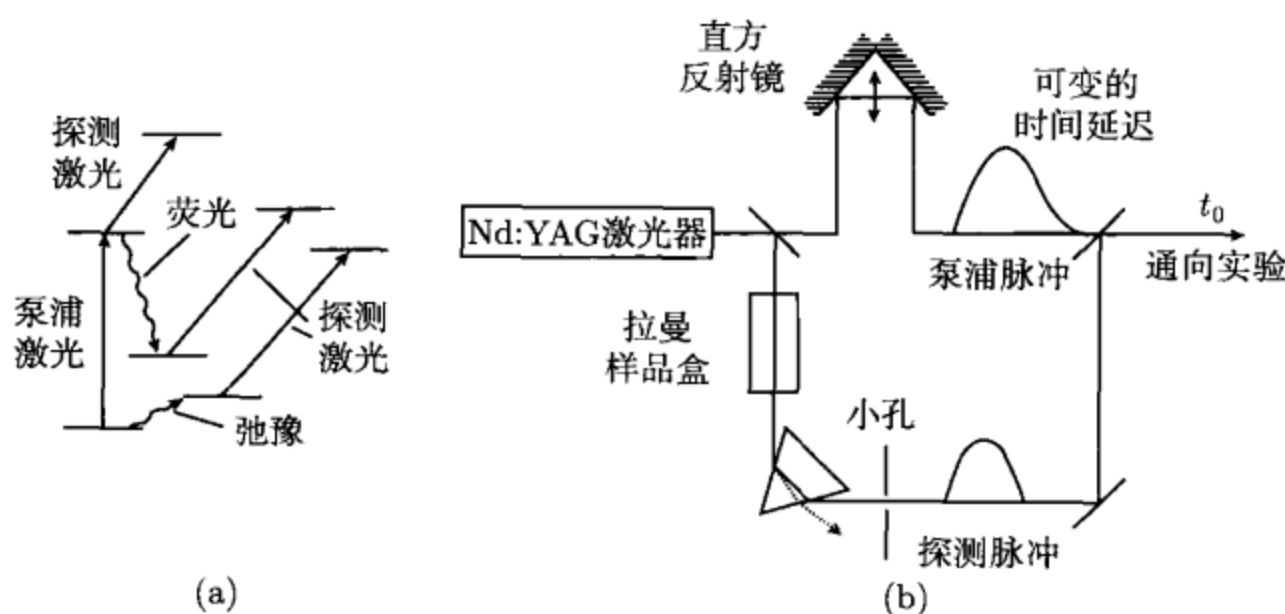 探测
激光
荧光
泵浦
激光
探测
激光
弛豫
(a)
直方
反射镜
可变的
时间延迟
Nd:YAG激光器
t₀
泵浦脉冲
通向实验
拉曼
样品盒
小孔
探测脉冲
(b)